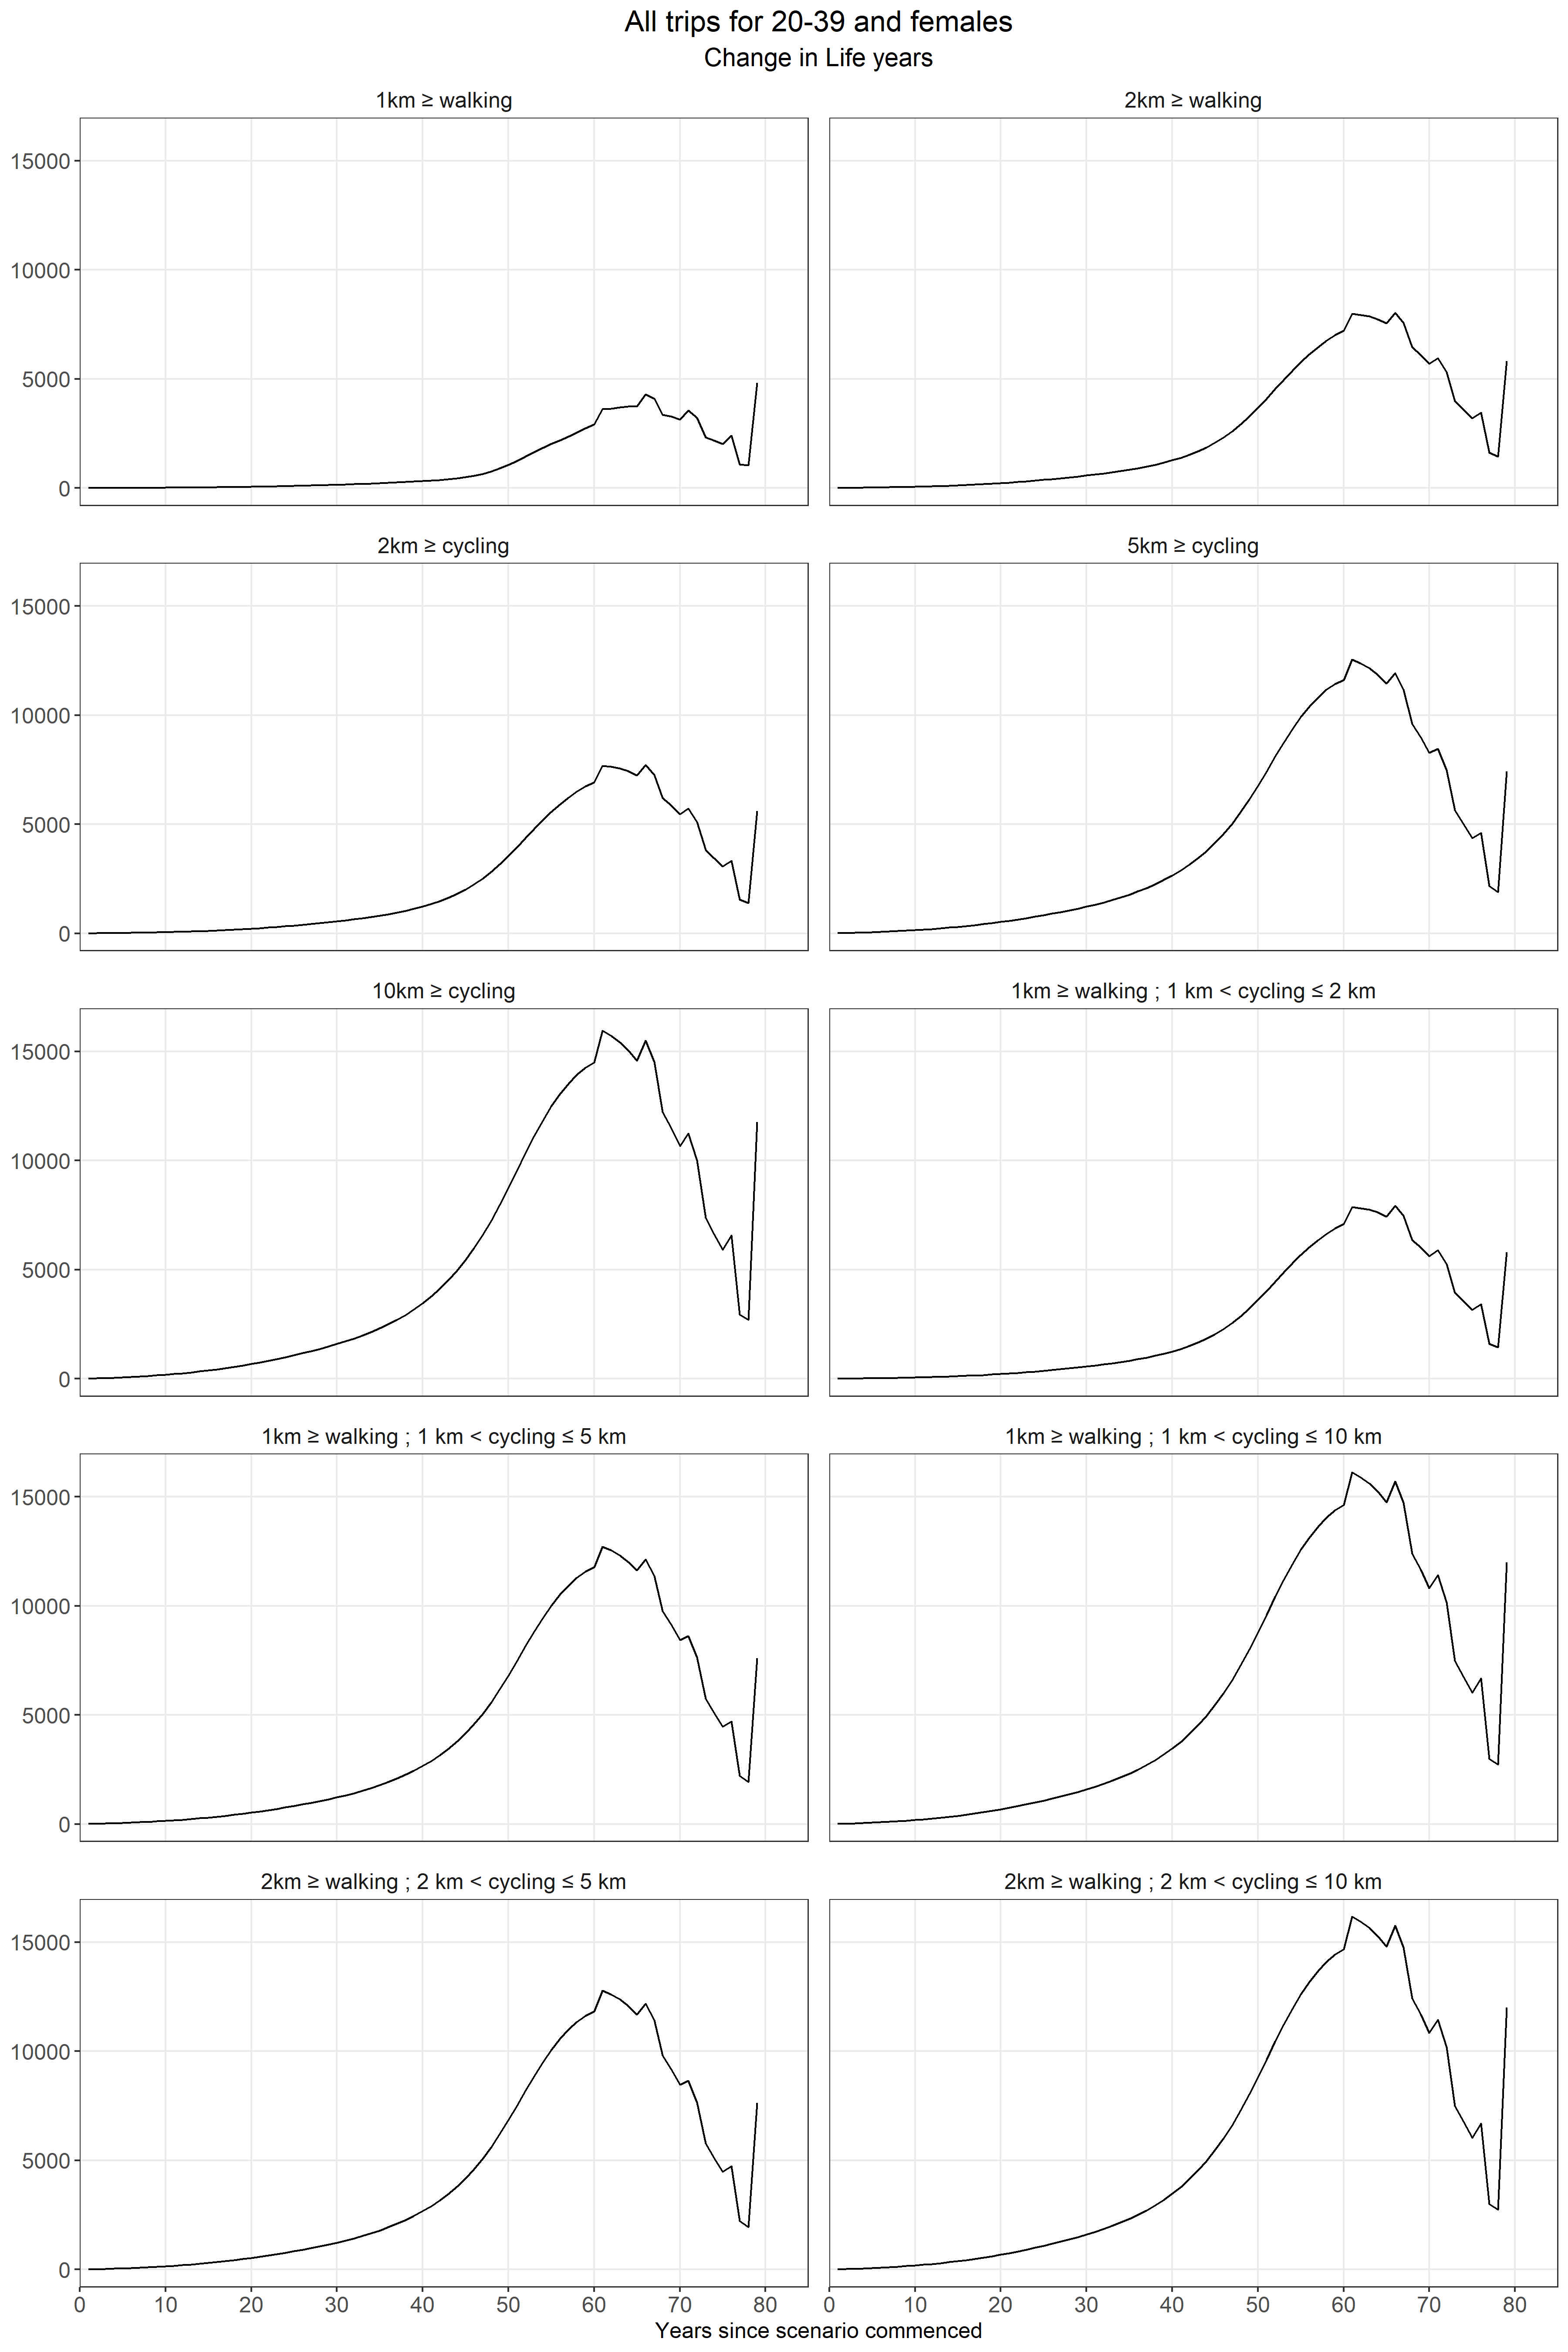 All trips for 20-39 and females
Change in Life years
1km ≥ walking
2km ≥ walking
15000
10000
5000
0
2km ≥ cycling
5km ≥ cycling
15000
10000
5000
0
10km ≥ cycling
1km ≥ walking ; 1 km < cycling ≤ 2 km
15000
10000
5000
0
1km ≥ walking ; 1 km < cycling ≤ 5 km
1km ≥ walking ; 1 km < cycling ≤ 10 km
15000
10000
5000
0
2km ≥ walking ; 2 km < cycling ≤ 5 km
2km ≥ walking ; 2 km < cycling ≤ 10 km
15000
10000
5000
0
0 10 20 30 40 50 60 70 80
0 10 20 30 40 50 60 70 80
Years since scenario commenced